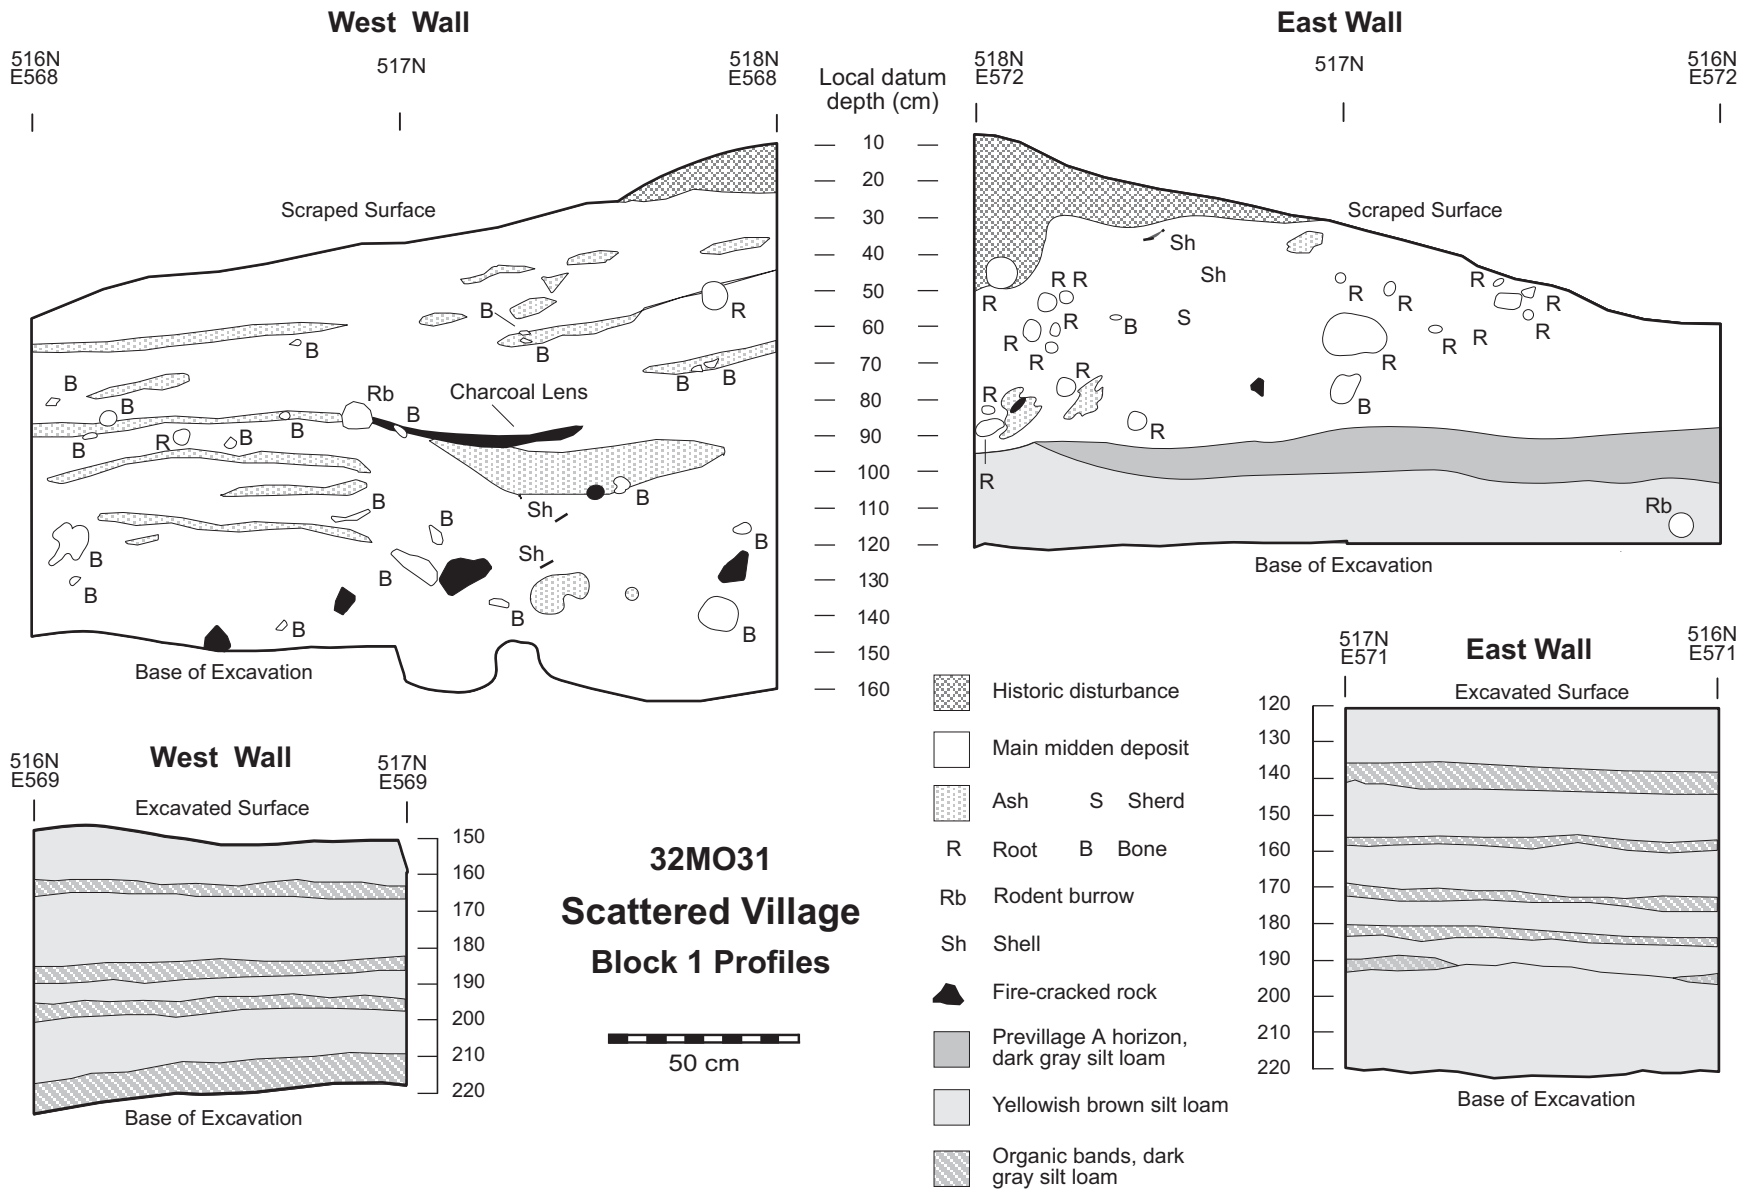 West Wall
516N
E568
517N
518N
E568
Scraped Surface
B
R
B
B
B
B
B
B
B
Rb
Charcoal Lens
B
B
B
R
B
B
B
Sh
B
B
Sh
B
B
B
B
B
B
B
Base of Excavation
Local datum
depth (cm)
10
20
30
40
50
60
70
80
90
100
110
120
130
140
150
160
East Wall
518N
E572
517N
516N
E572
Scraped Surface
Sh
Sh
R R
R
R
R
R
R
R
R
B
S
R
R
R
R
R
R
R
R
R
B
R
R
Rb
Base of Excavation
West Wall
516N
E569
517N
E569
Excavated Surface
150
160
170
180
190
200
210
220
Base of Excavation
32MO31
Scattered Village
Block 1 Profiles
50 cm
Historic disturbance
Main midden deposit
Ash S Sherd
R Root B Bone
Rb Rodent burrow
Sh Shell
Fire-cracked rock
Previllage A horizon,
dark gray silt loam
Yellowish brown silt loam
Organic bands, dark
gray silt loam
517N
E571
East Wall
516N
E571
Excavated Surface
120
130
140
150
160
170
180
190
200
210
220
Base of Excavation